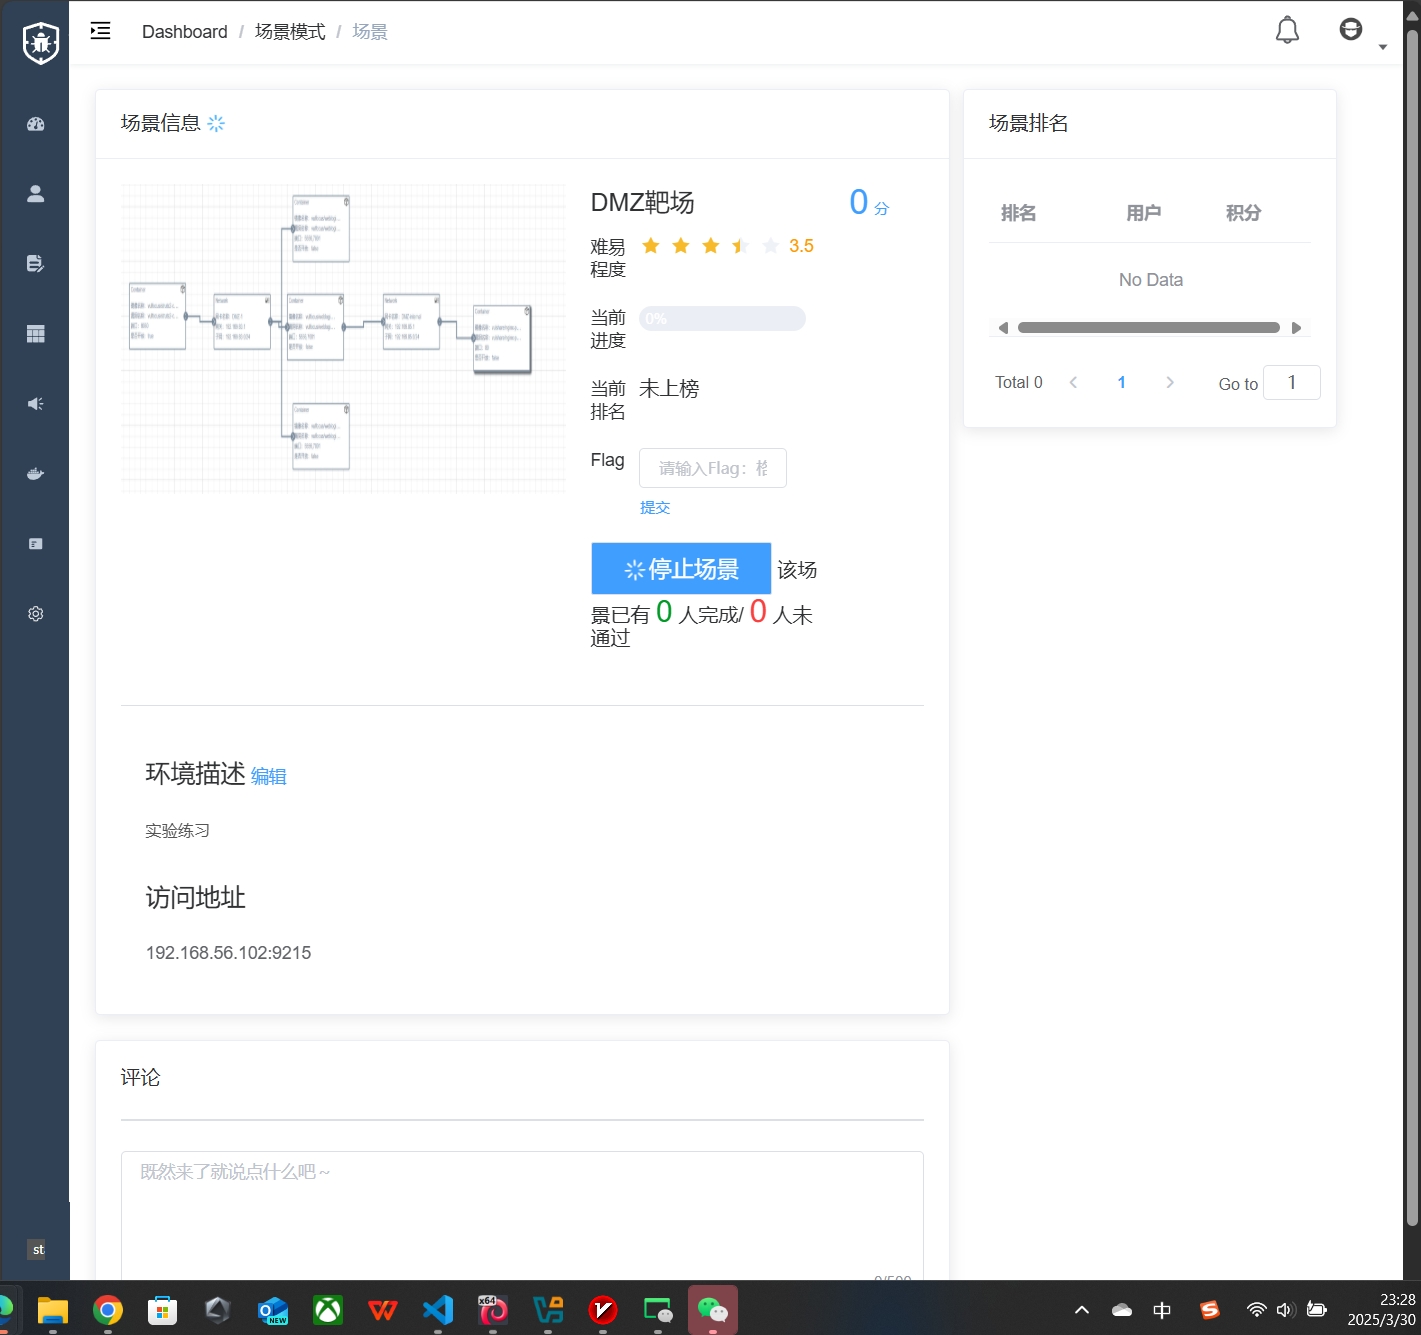 Dashboard / 场景模式 / 场景
场景信息
DMZ靶场
0 分
难易程度
3.5
当前进度
0%
当前排名
未上榜
Flag
请输入Flag：
提交
停止场景 该场
景已有 0 人完成/ 0 人未
通过
环境描述 编辑
实验练习
访问地址
192.168.56.102:9215
评论
既然来了就说点什么吧～
0/500
场景排名
排名 用户 积分
No Data
Total 0 1 Go to 1
st
NEW
x64
中
23:28
2025/3/30